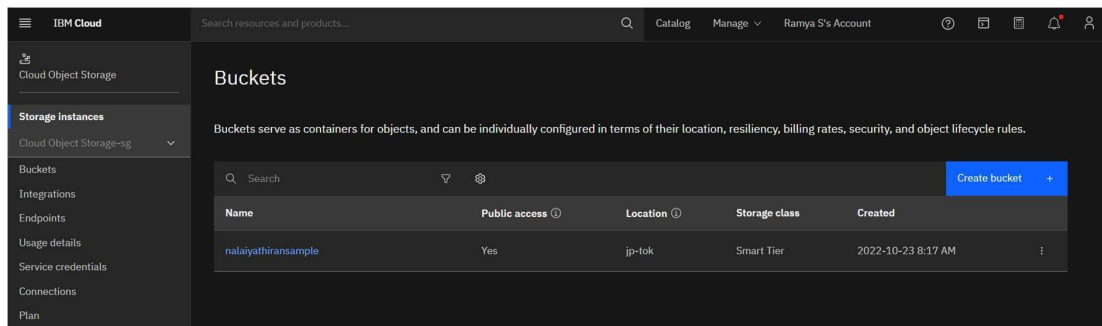 IBM Cloud
Search resources and products...
Catalog
Manage
Ramya S's Account
Cloud Object Storage
Storage instances
Cloud Object Storage-sg
Buckets
Integrations
Endpoints
Usage details
Service credentials
Connections
Plan
Buckets
Buckets serve as containers for objects, and can be individually configured in terms of their location, resiliency, billing rates, security, and object lifecycle rules.
Search
Create bucket +
Name Public access Location Storage class Created
nalaiyathiransample Yes jp-tok Smart Tier 2022-10-23 8:17 AM